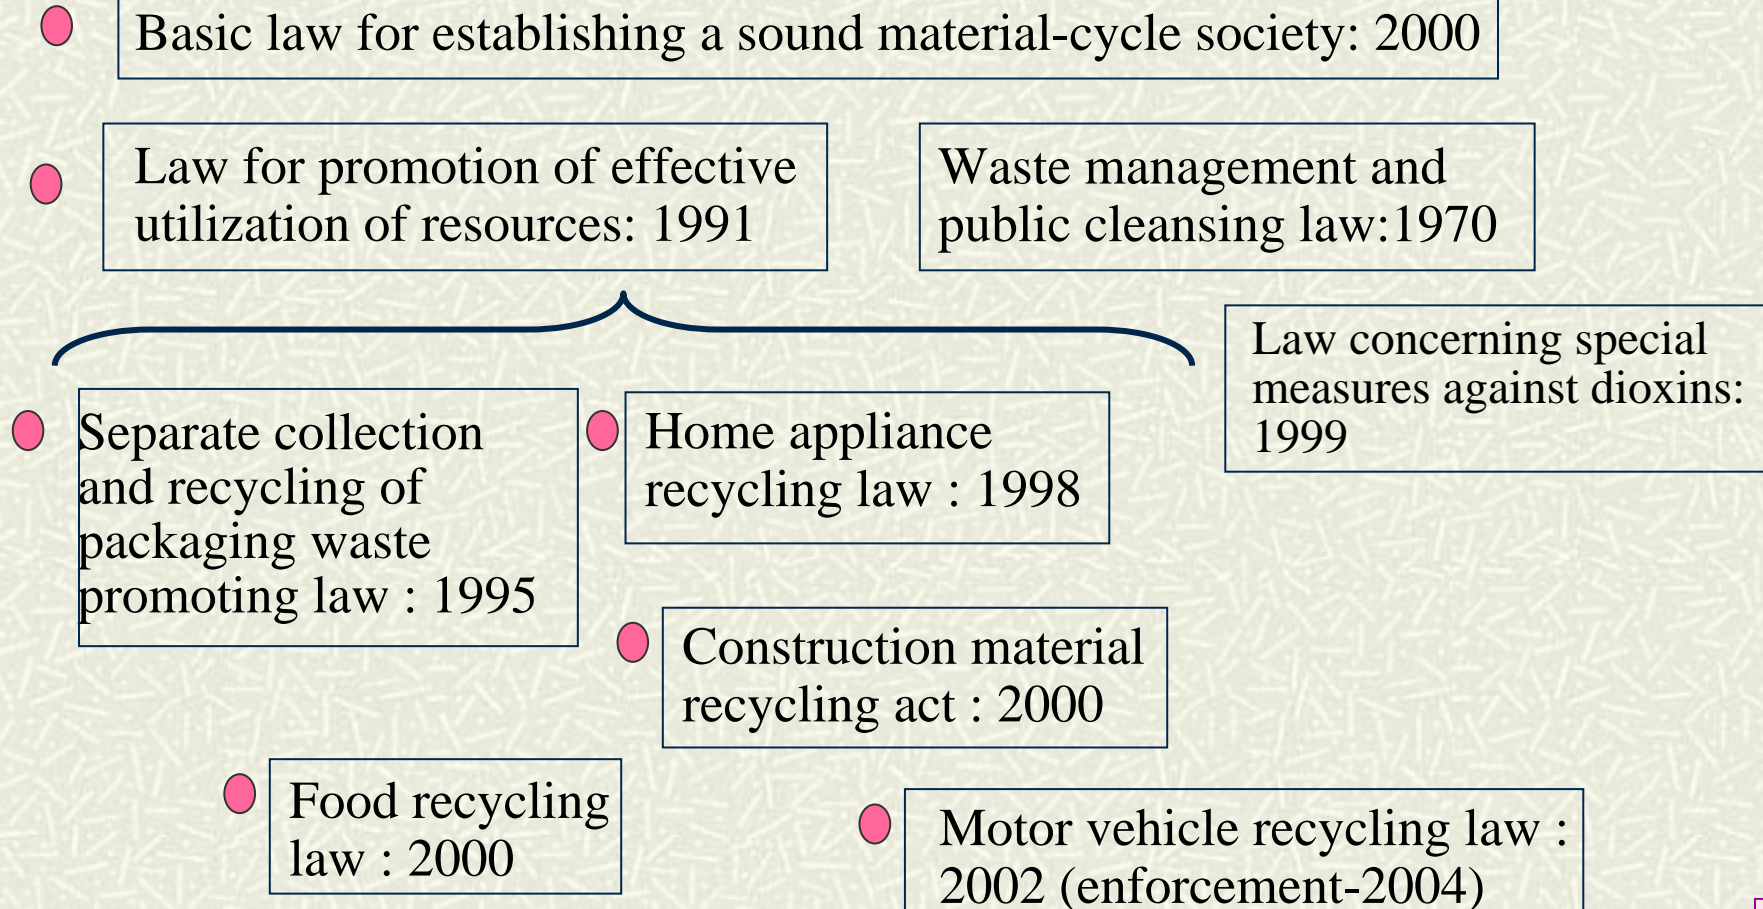 Basic law for establishing a sound material-cycle society: 2000
Law for promotion of effective
utilization of resources: 1991
Waste management and
public cleansing law:1970
Law concerning special
measures against dioxins:
1999
Separate collection
and recycling of
packaging waste
promoting law : 1995
Home appliance
recycling law : 1998
Construction material
recycling act : 2000
Food recycling
law : 2000
Motor vehicle recycling law :
2002 (enforcement-2004)